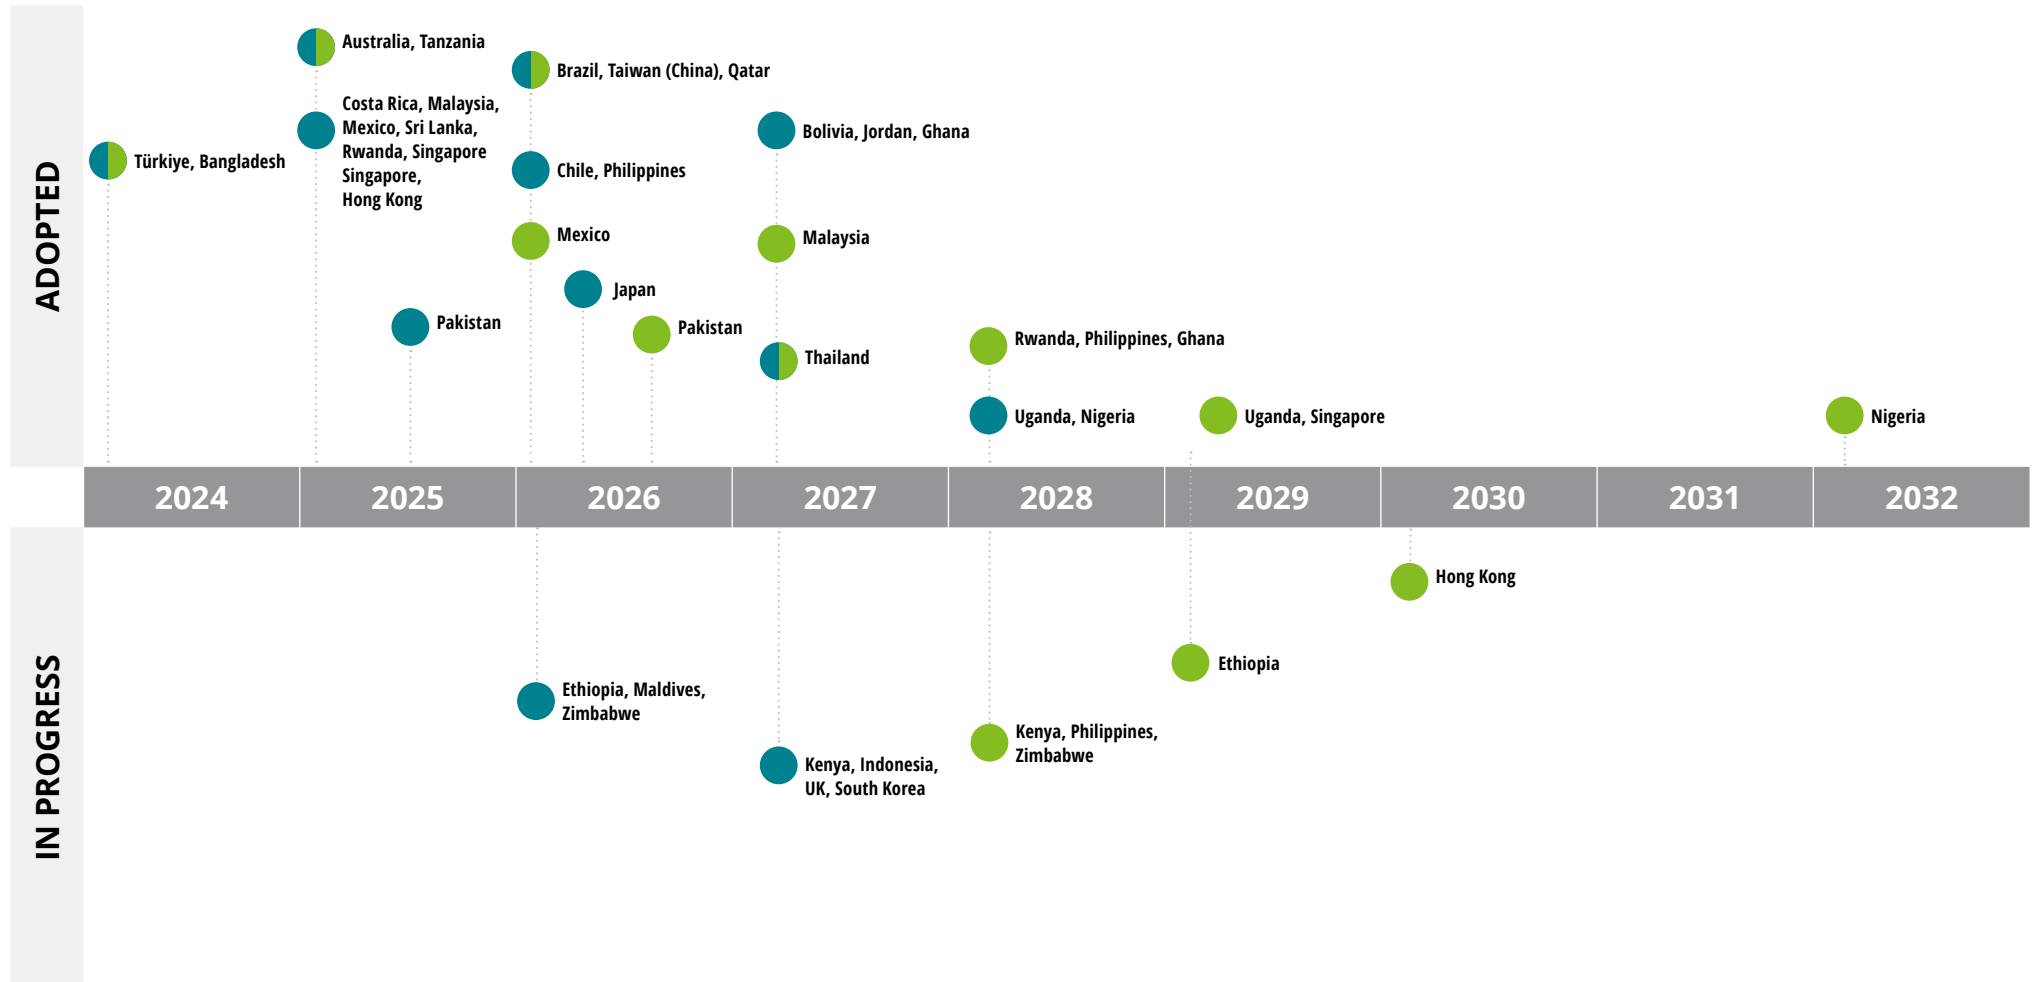 ADOPTED
Australia, Tanzania
Costa Rica, Malaysia,
Mexico, Sri Lanka,
Rwanda, Singapore
Singapore,
Hong Kong
Türkiye, Bangladesh
Pakistan
Brazil, Taiwan (China), Qatar
Chile, Philippines
Mexico
Japan
Pakistan
Bolivia, Jordan, Ghana
Malaysia
Thailand
Rwanda, Philippines, Ghana
Uganda, Nigeria
Uganda, Singapore
Nigeria
2024
2025
2026
2027
2028
2029
2030
2031
2032
IN PROGRESS
Ethiopia, Maldives,
Zimbabwe
Kenya, Indonesia,
UK, South Korea
Kenya, Philippines,
Zimbabwe
Ethiopia
Hong Kong